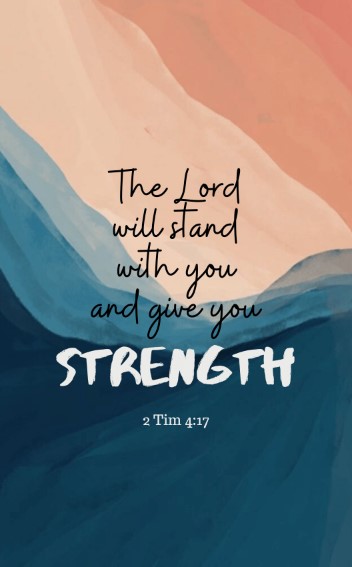 The Lord
will stand
with you
and give you
STRENGTH
2 Tim 4:17